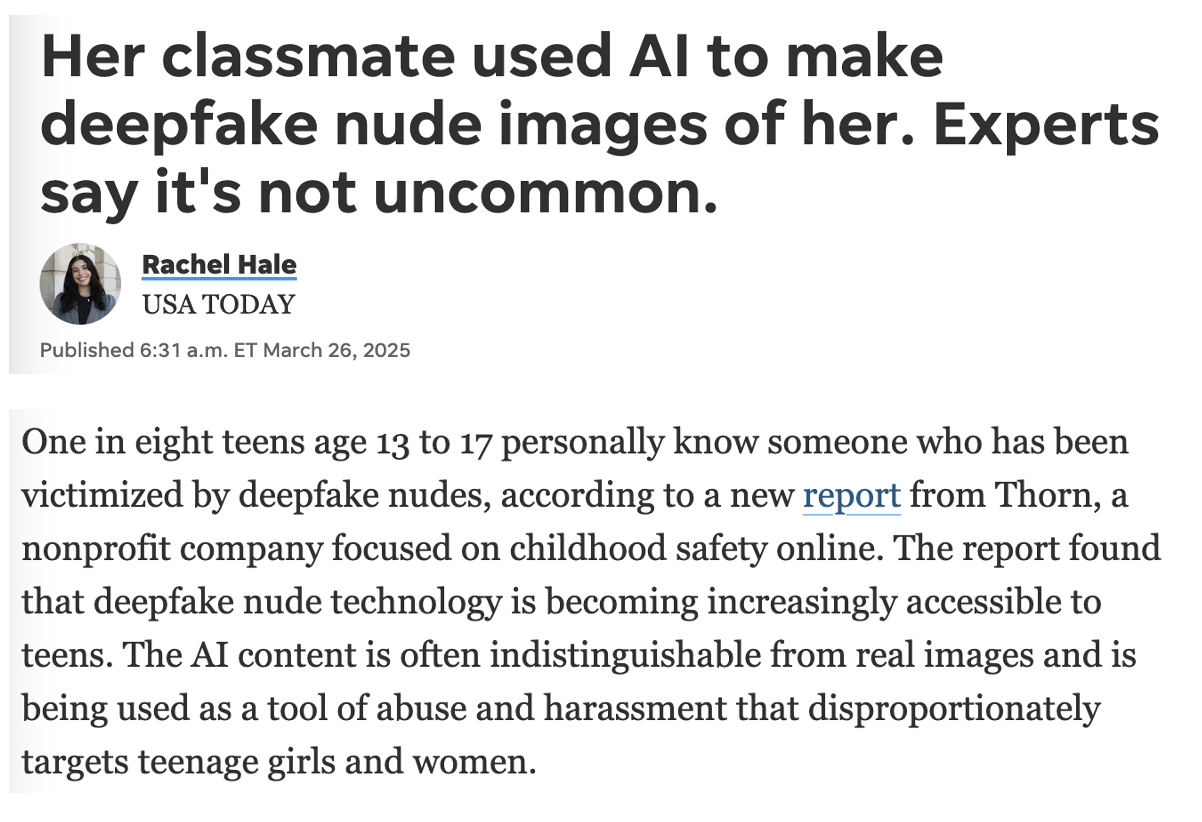 Her classmate used AI to make
deepfake nude images of her. Experts
say it's not uncommon.
Rachel Hale
USA TODAY
Published 6:31 a.m. ET March 26, 2025
One in eight teens age 13 to 17 personally know someone who has been
victimized by deepfake nudes, according to a new report from Thorn, a
nonprofit company focused on childhood safety online. The report found
that deepfake nude technology is becoming increasingly accessible to
teens. The AI content is often indistinguishable from real images and is
being used as a tool of abuse and harassment that disproportionately
targets teenage girls and women.